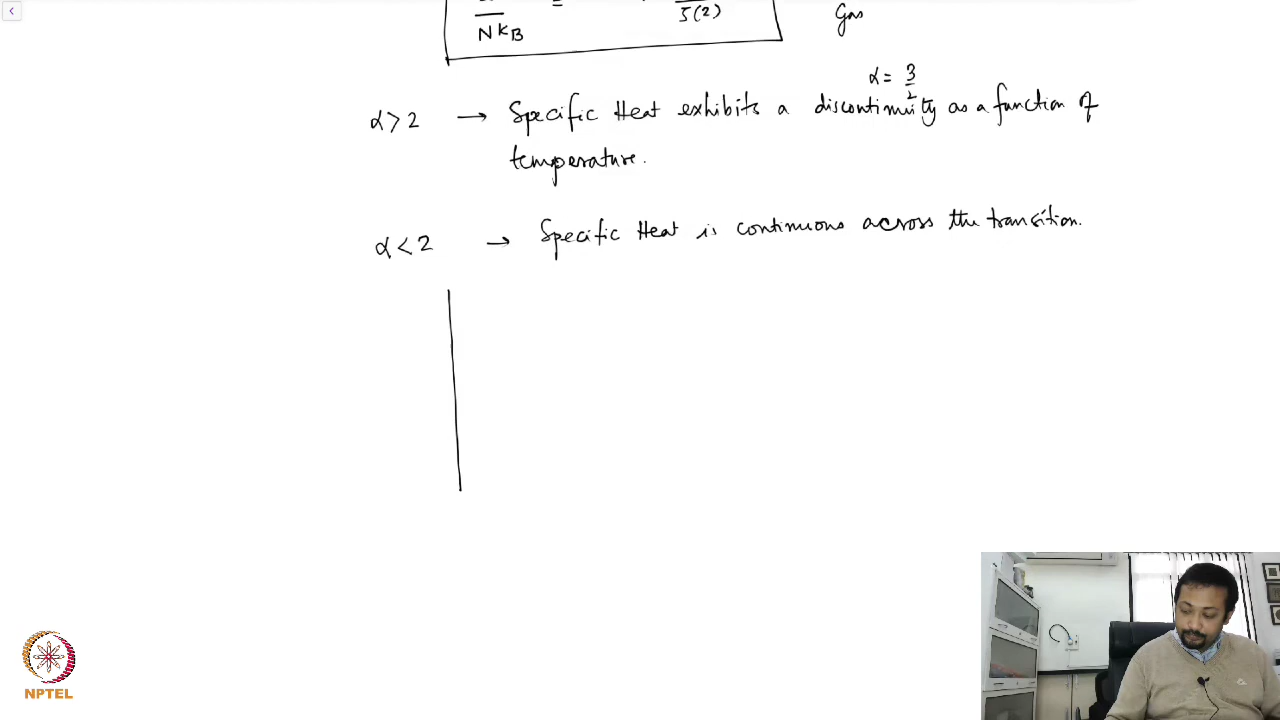 N k_B = ζ(2) Gas
α = 3/2
α > 2 → Specific Heat exhibits a discontinuity as a function of
temperature.
α < 2 → Specific Heat is continuous across the transition.
NPTEL